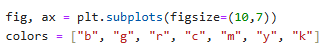 fig, ax = plt.subplots(figsize=(10,7))
colors = ["b", "g", "r", "c", "m", "y", "k"]